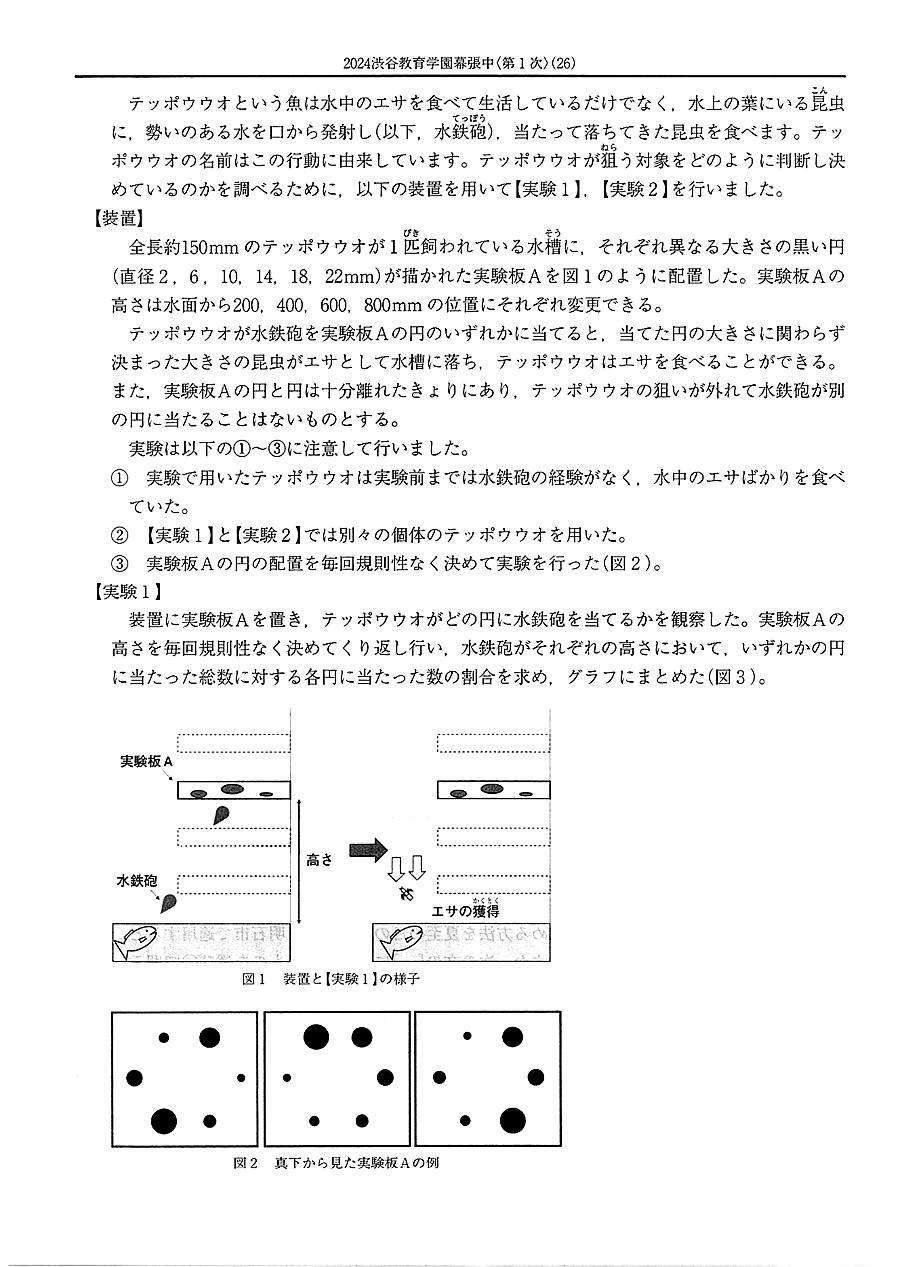 2024渋谷教育学園幕張中〈第1次〉(26)
テッポウウオという魚は水中のエサを食べて生活しているだけでなく，水上の葉にいる昆虫
に，勢いのある水を口から発射し(以下，水鉄砲)，当たって落ちてきた昆虫を食べます。テッ
ポウウオの名前はこの行動に由来しています。テッポウウオが狙う対象をどのように判断し決
めているのかを調べるために，以下の装置を用いて【実験1】，【実験2】を行いました。
【装置】
全長約150mmのテッポウウオが1匹飼われている水槽に，それぞれ異なる大きさの黒い円
(直径2，6，10，14，18，22mm)が描かれた実験板Aを図1のように配置した。実験板Aの
高さは水面から200，400，600，800mmの位置にそれぞれ変更できる。
テッポウウオが水鉄砲を実験板Aの円のいずれかに当てると，当てた円の大きさに関わらず
決まった大きさの昆虫がエサとして水槽に落ち，テッポウウオはエサを食べることができる。
また，実験板Aの円と円は十分離れたきょりにあり，テッポウウオの狙いが外れて水鉄砲が別
の円に当たることはないものとする。
実験は以下の①～③に注意して行いました。
① 実験で用いたテッポウウオは実験前までは水鉄砲の経験がなく，水中のエサばかりを食べ
ていた。
② 【実験1】と【実験2】では別々の個体のテッポウウオを用いた。
③ 実験板Aの円の配置を毎回規則性なく決めて実験を行った(図2)。
【実験1】
装置に実験板Aを置き，テッポウウオがどの円に水鉄砲を当てるかを観察した。実験板Aの
高さを毎回規則性なく決めてくり返し行い，水鉄砲がそれぞれの高さにおいて，いずれかの円
に当たった総数に対する各円に当たった数の割合を求め，グラフにまとめた(図3)。
実験板A
高さ
水鉄砲
エサの獲得
図1 装置と【実験1】の様子
図2 真下から見た実験板Aの例